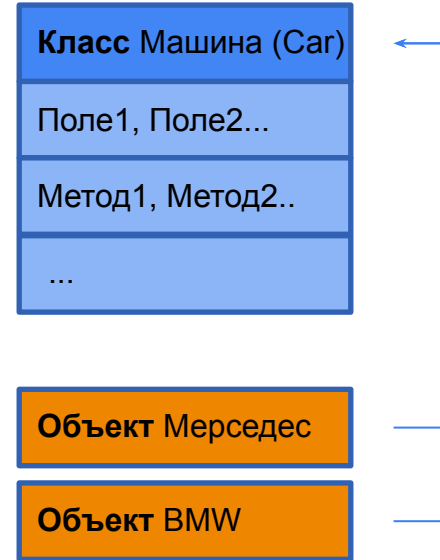 Класс Машина (Car)
Поле1, Поле2...
Метод1, Метод2..
...
Объект Мерседес
Объект BMW